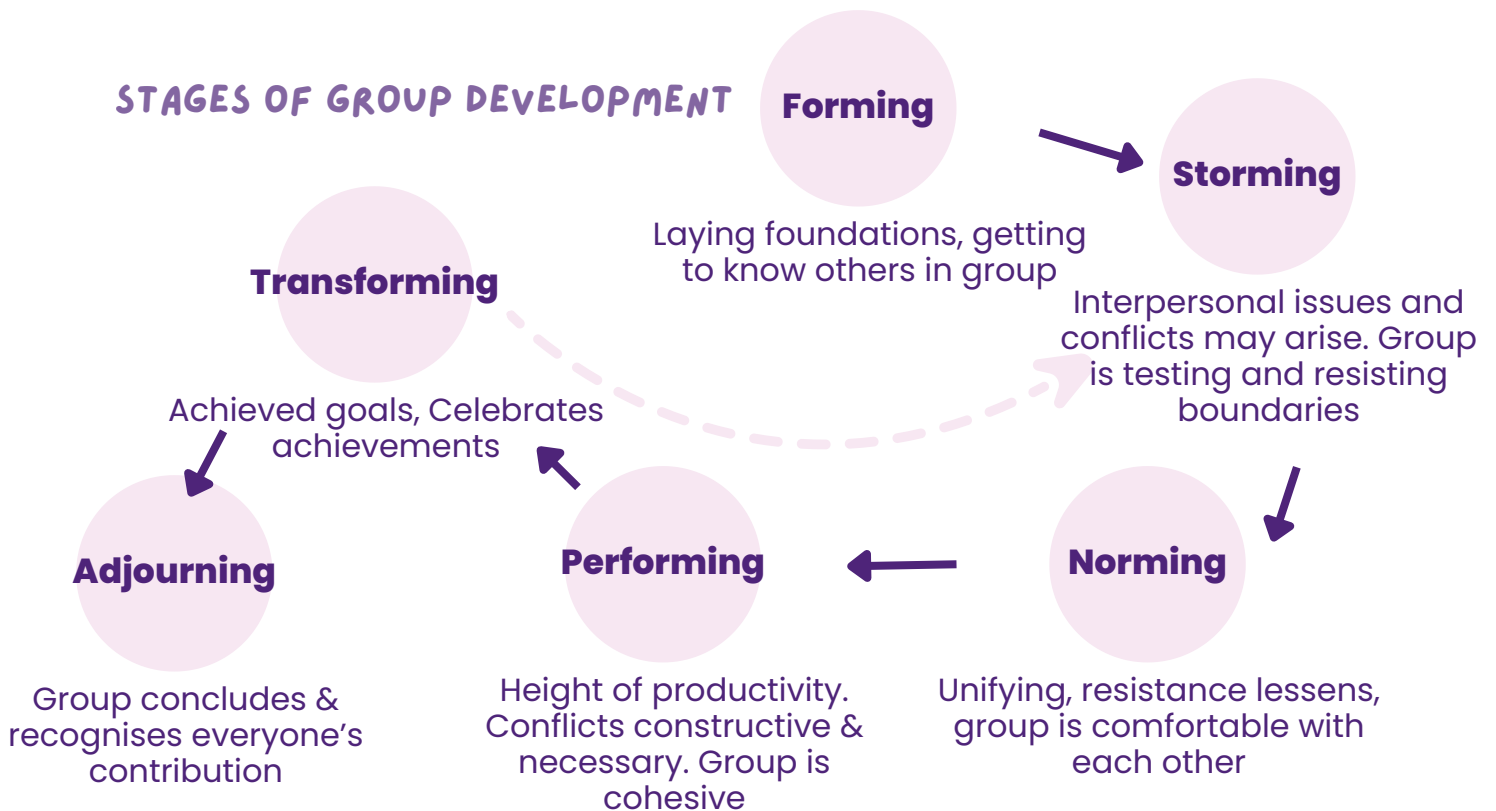 STAGES OF GROUP DEVELOPMENT
Forming
Laying foundations, getting
to know others in group
Storming
Interpersonal issues and
conflicts may arise. Group
is testing and resisting
boundaries
Norming
Unifying, resistance lessens,
group is comfortable with
each other
Performing
Height of productivity.
Conflicts constructive &
necessary. Group is
cohesive
Transforming
Achieved goals, Celebrates
achievements
Adjourning
Group concludes &
recognises everyone’s
contribution